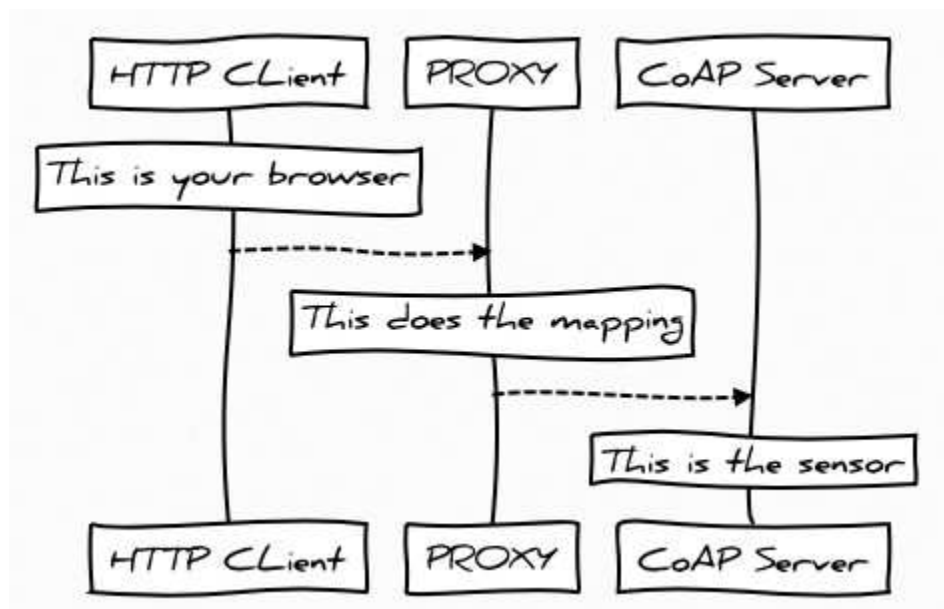 HTTP CLient
PROXY
CoAP Server
This is your browser
This does the mapping
This is the sensor
HTTP CLient
PROXY
CoAP Server